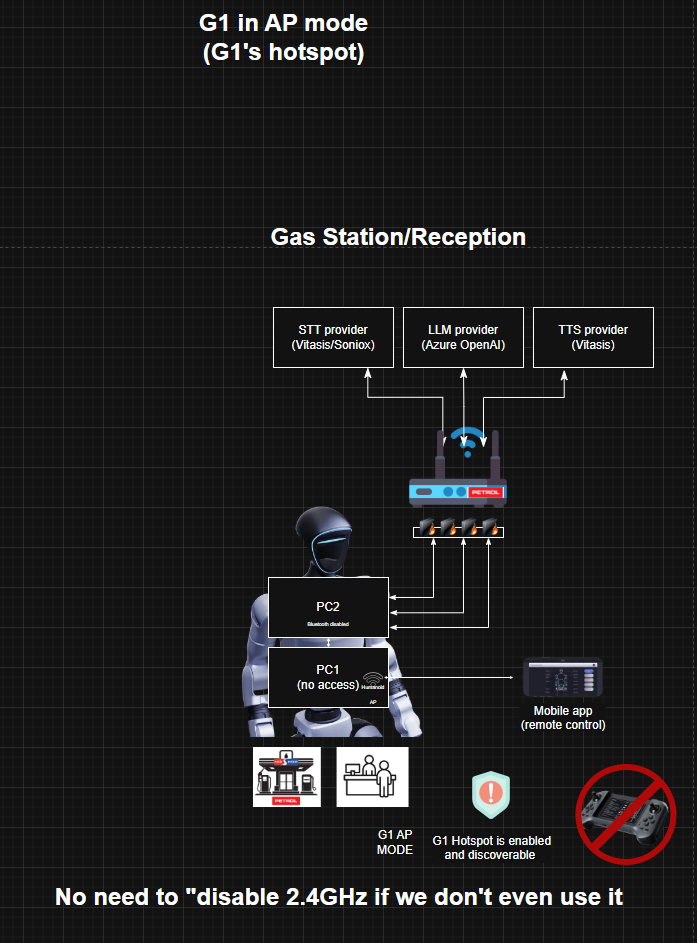 G1 in AP mode
(G1's hotspot)
Gas Station/Reception
STT provider
(Vitasis/Soniox)
LLM provider
(Azure OpenAI)
TTS provider
(Vitasis)
PETROL
PC2
Bluetooth disabled
PC1
(no access)
Humanoid
AP
Mobile app
(remote control)
PETROL
G1 AP
MODE
G1 Hotspot is enabled
and discoverable
No need to "disable 2.4GHz if we don't even use it